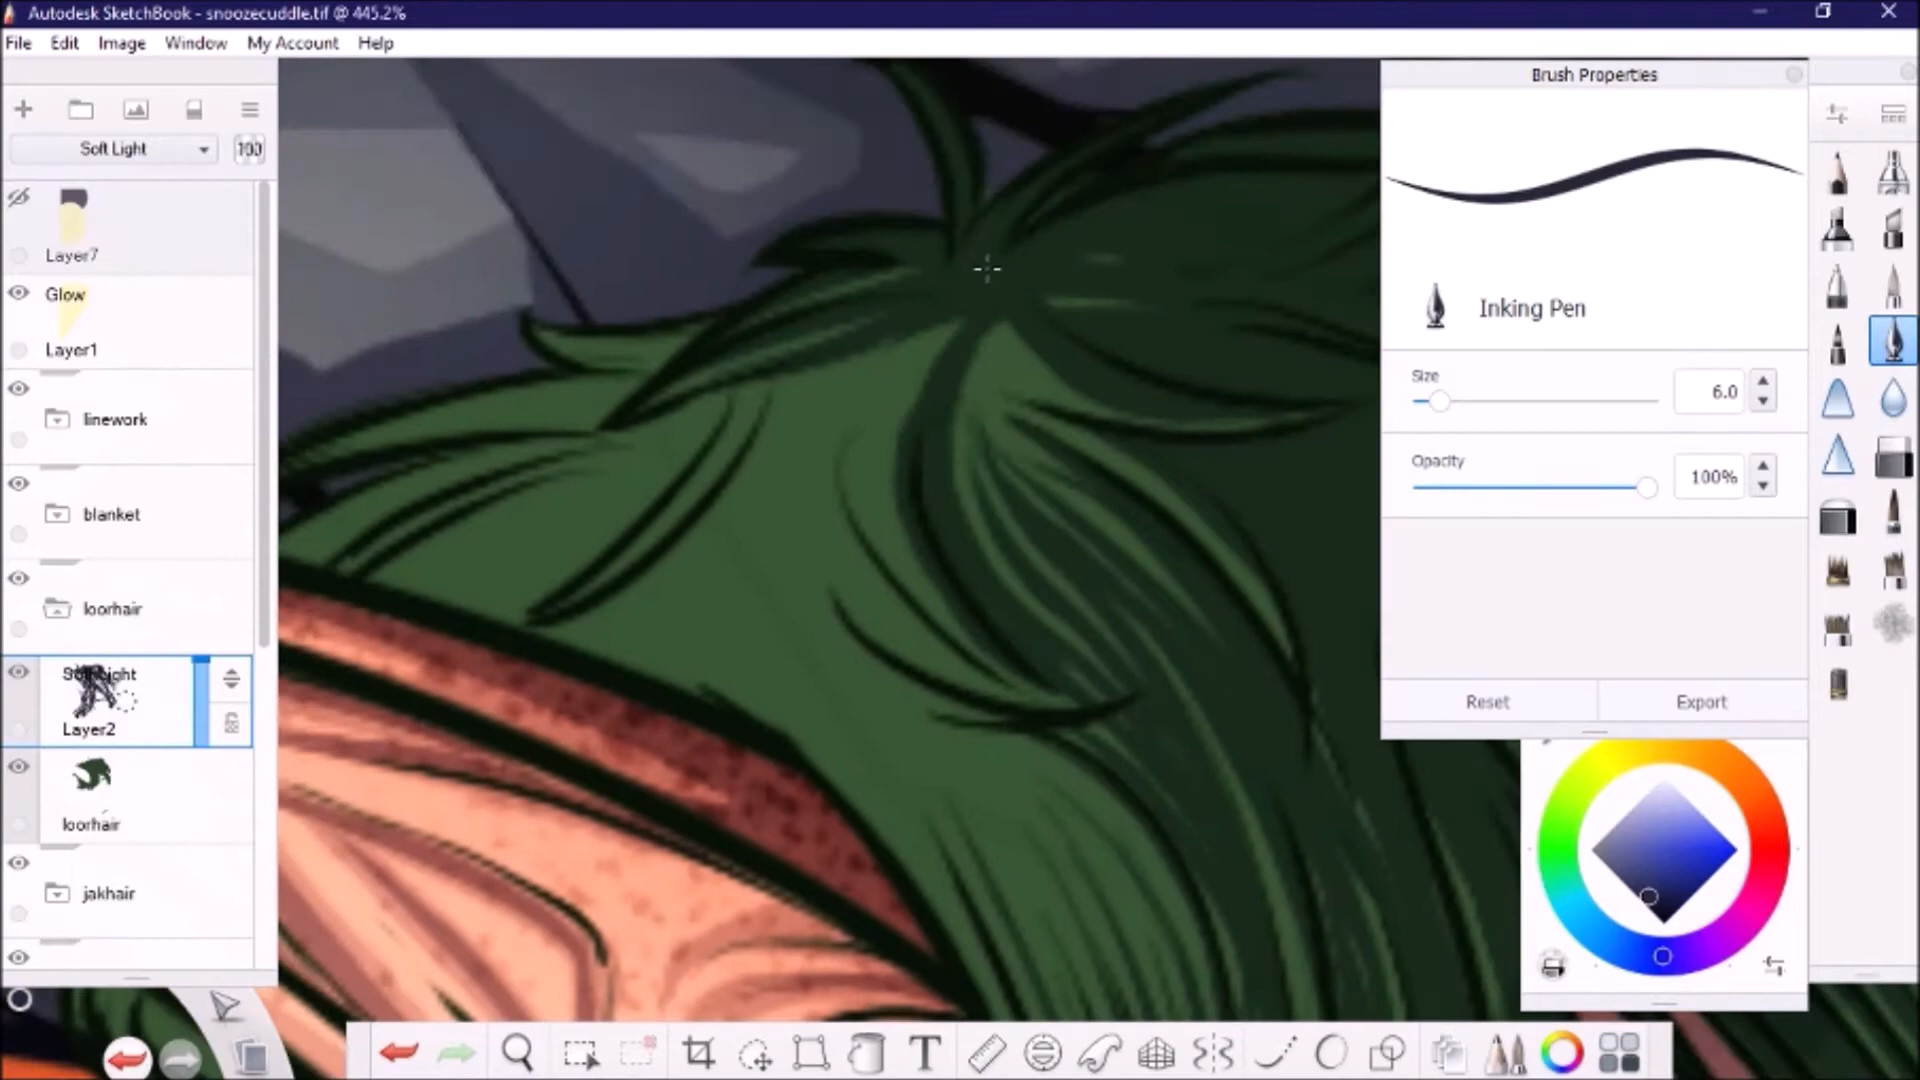 Autodesk SketchBook - snoozecuddle.tif @ 445.2%
File Edit Image Window My Account Help
Soft Light 100
Layer7
Glow
Layer1
linework
blanket
loorhair
Soft Light
Layer2
loorhair
jakhair
Brush Properties
Inking Pen
Size
6.0
Opacity
100%
Reset Export
T